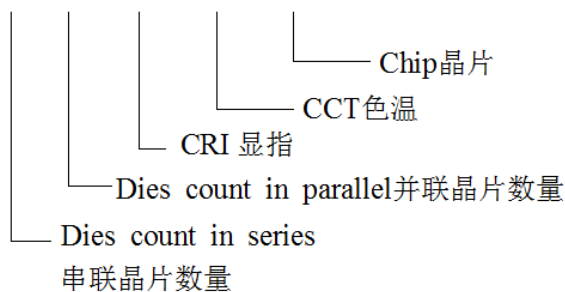 Chip晶片
CCT色温
CRI 显指
Dies count in parallel并联晶片数量
Dies count in series
串联晶片数量